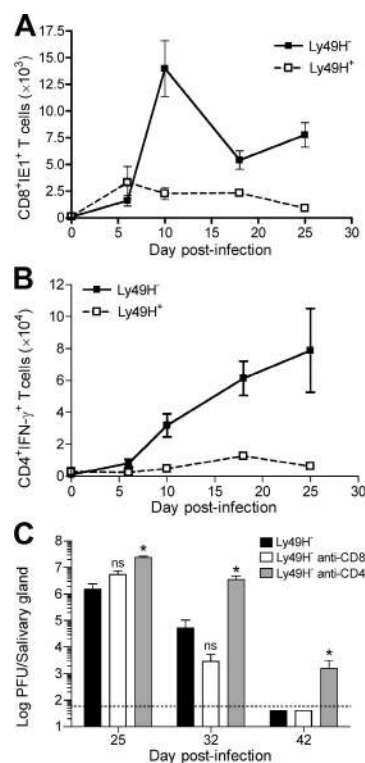 A
Ly49H-
Ly49H+
CD8+IE1+ T cells (×10³)
17.5
15.0
12.5
10.0
7.5
5.0
2.5
0
0 5 10 15 20 25 30
Day post-infection
B
Ly49H-
Ly49H+
CD4+IFN-γ+ T cells (×10⁴)
12
10
8
6
4
2
0
0 5 10 15 20 25 30
Day post-infection
C
Ly49H-
Ly49H- anti-CD8
Ly49H- anti-CD4
Log PFU/Salivary gland
8
7
6
5
4
3
2
1
ns *
ns *
*
25 32 42
Day post-infection